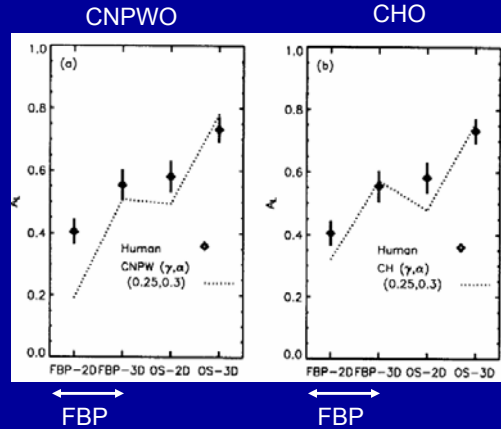 CNPWO
CHO
1.0
0.8
0.6
0.4
0.2
0.0
A_L
(a)
Human
CNPW (γ,α)
(0.25,0.3)
FBP-2D FBP-3D OS-2D OS-3D
1.0
0.8
0.6
0.4
0.2
0.0
(b)
Human
CH (γ,α)
(0.25,0.3)
FBP-2D FBP-3D OS-2D OS-3D
FBP
FBP